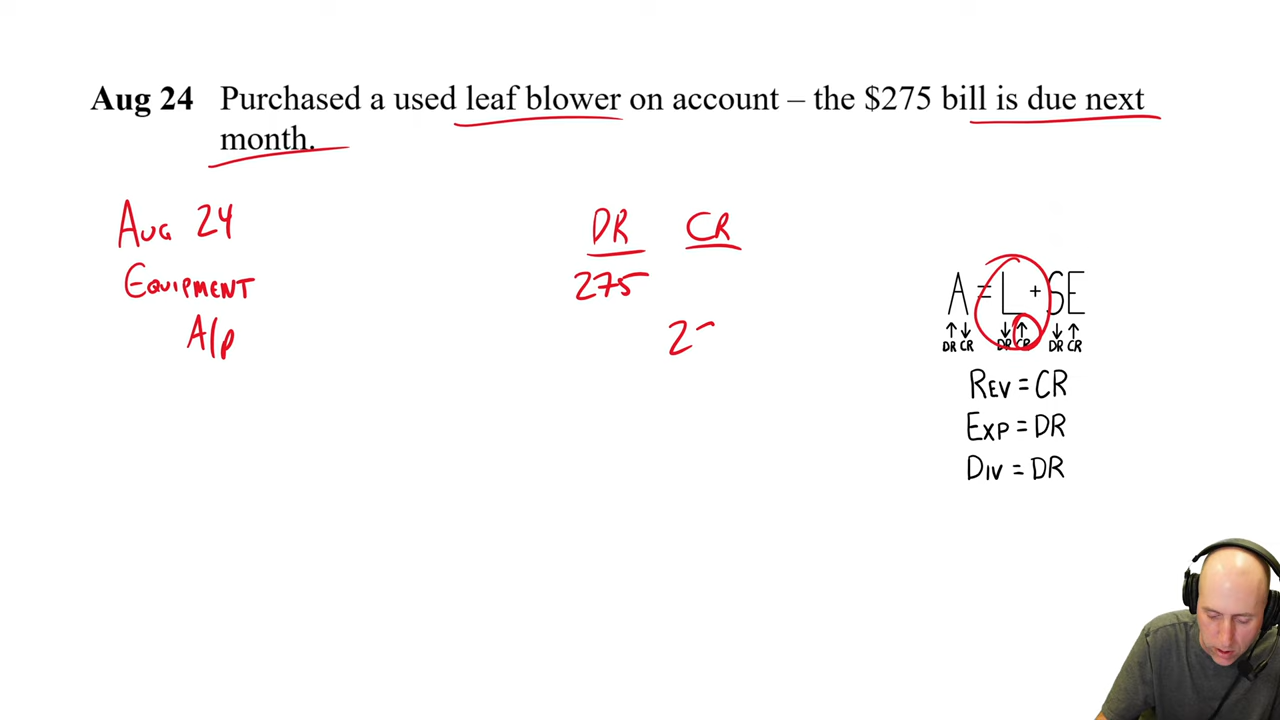 Aug 24 Purchased a used leaf blower on account – the $275 bill is due next
month.
AUG 24
DR CR
EQUIPMENT 275
A/P 2
A = L + SE
DR CR DR CR DR CR
REV = CR
EXP = DR
DIV = DR